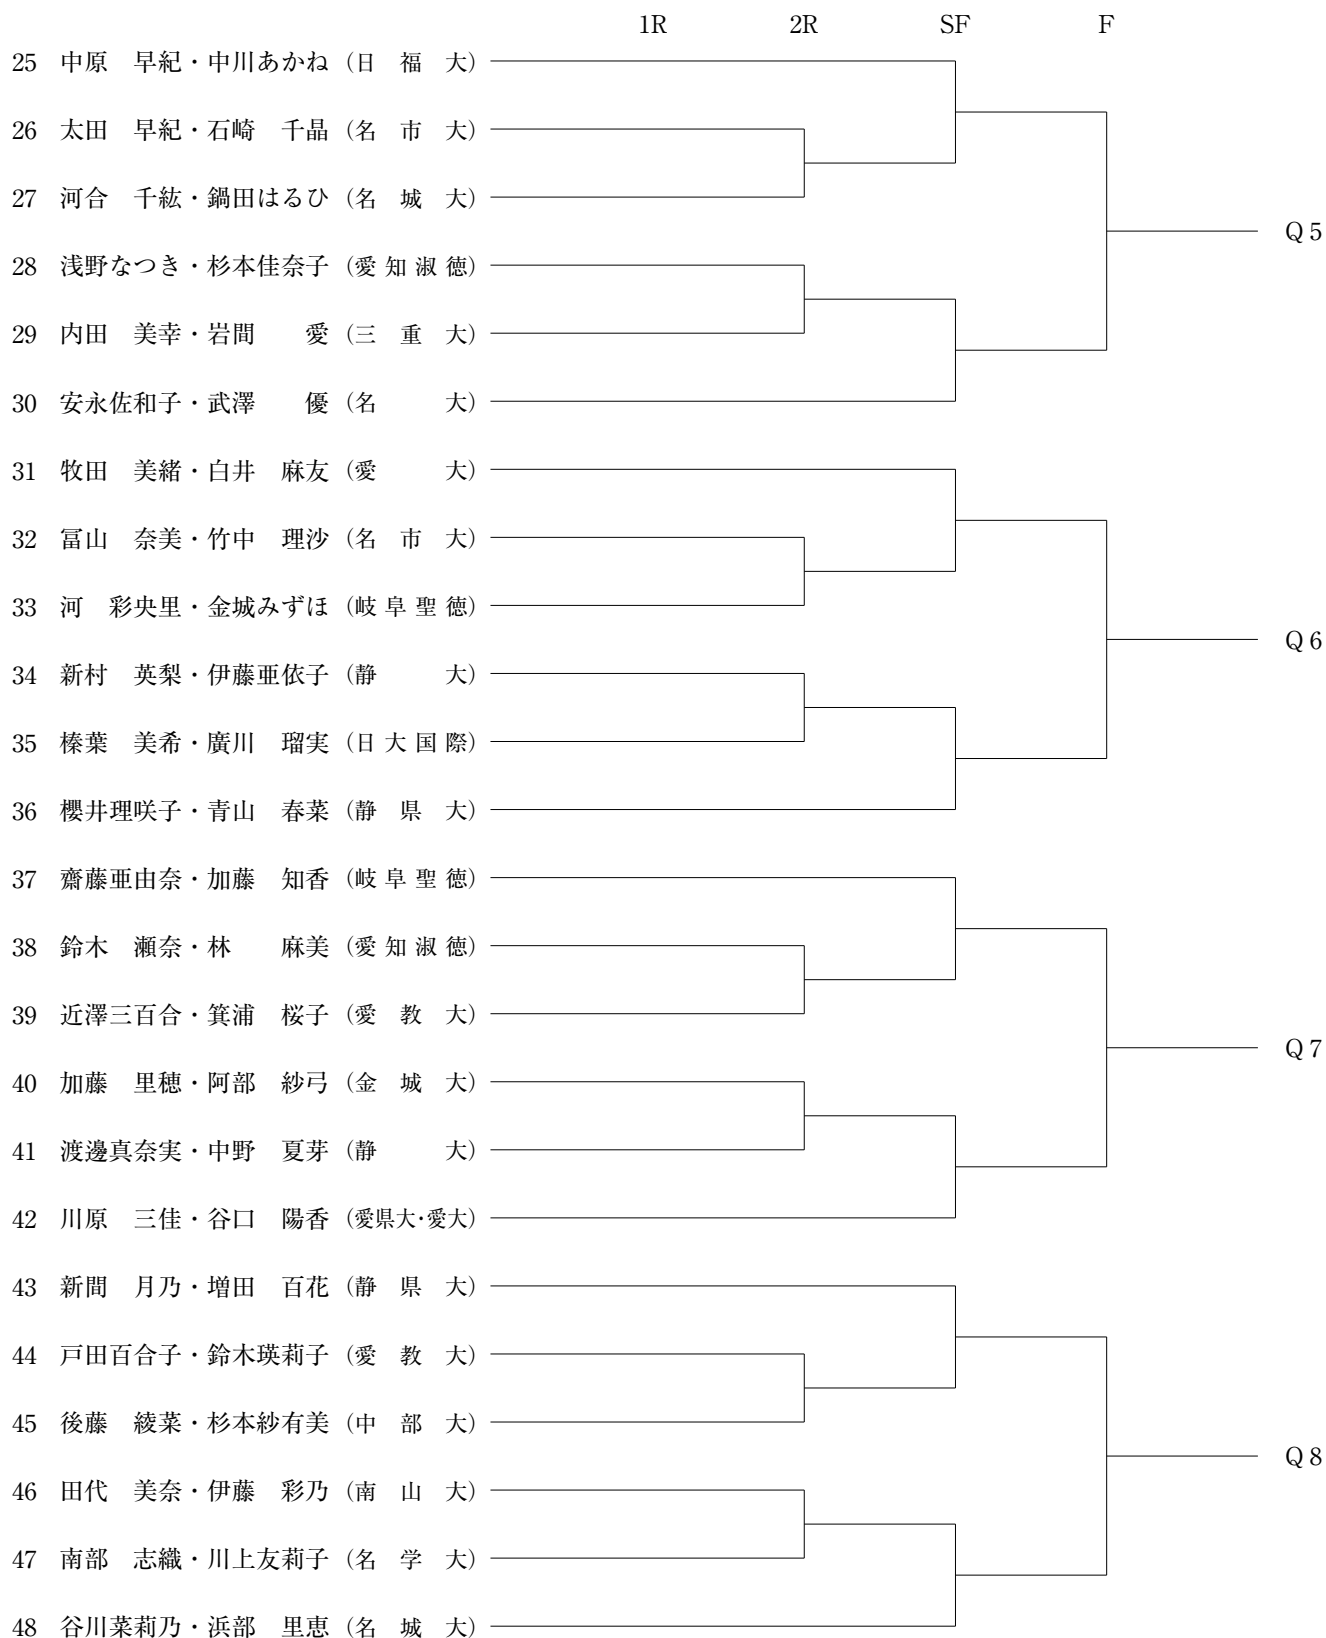 1R 2R SF F
25 中原　早紀・中川あかね（日　福　大）
26 太田　早紀・石崎　千晶（名　市　大）
27 河合　千紘・鍋田はるひ（名　城　大）
Q 5
28 浅野なつき・杉本佳奈子（愛 知 淑 徳）
29 内田　美幸・岩間　　愛（三　重　大）
30 安永佐和子・武澤　　優（名　　　大）
31 牧田　美緒・白井　麻友（愛　　　大）
32 冨山　奈美・竹中　理沙（名　市　大）
33 河　彩央里・金城みずほ（岐 阜 聖 徳）
Q 6
34 新村　英梨・伊藤亜依子（静　　　大）
35 榛葉　美希・廣川　瑠実（日 大 国 際）
36 櫻井理咲子・青山　春菜（静　県　大）
37 齋藤亜由奈・加藤　知香（岐 阜 聖 徳）
38 鈴木　瀬奈・林　　麻美（愛 知 淑 徳）
39 近澤三百合・箕浦　桜子（愛　教　大）
Q 7
40 加藤　里穂・阿部　紗弓（金　城　大）
41 渡邊真奈実・中野　夏芽（静　　　大）
42 川原　三佳・谷口　陽香（愛県大・愛大）
43 新間　月乃・増田　百花（静　県　大）
44 戸田百合子・鈴木瑛莉子（愛　教　大）
45 後藤　綾菜・杉本紗有美（中　部　大）
Q 8
46 田代　美奈・伊藤　彩乃（南　山　大）
47 南部　志織・川上友莉子（名　学　大）
48 谷川菜莉乃・浜部　里恵（名　城　大）